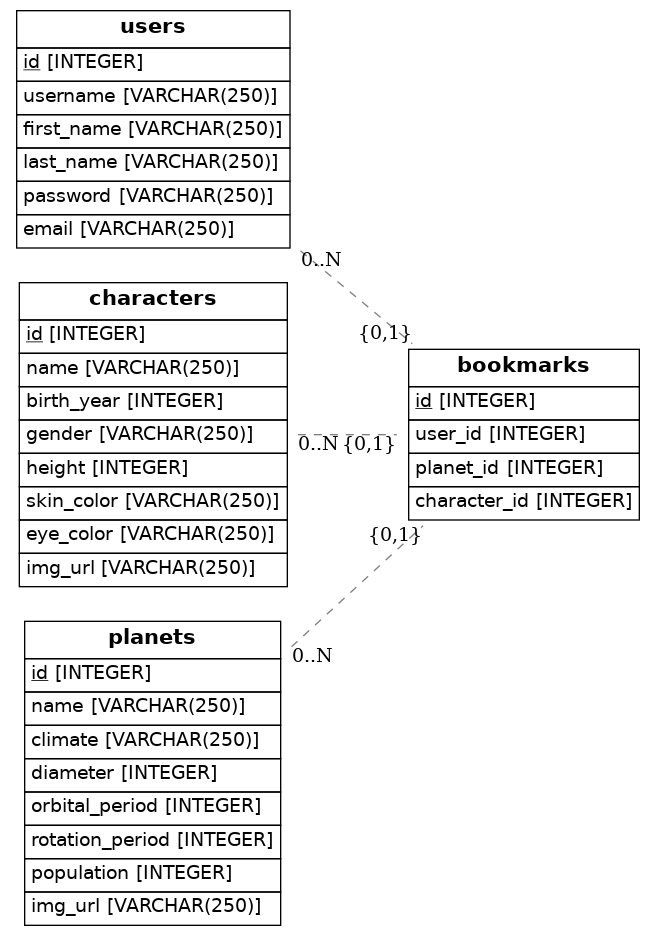 users
id [INTEGER]
username [VARCHAR(250)]
first_name [VARCHAR(250)]
last_name [VARCHAR(250)]
password [VARCHAR(250)]
email [VARCHAR(250)]
0..N
{0,1}
characters
id [INTEGER]
name [VARCHAR(250)]
birth_year [INTEGER]
gender [VARCHAR(250)]
height [INTEGER]
skin_color [VARCHAR(250)]
eye_color [VARCHAR(250)]
img_url [VARCHAR(250)]
0..N {0,1}
bookmarks
id [INTEGER]
user_id [INTEGER]
planet_id [INTEGER]
character_id [INTEGER]
{0,1}
0..N
planets
id [INTEGER]
name [VARCHAR(250)]
climate [VARCHAR(250)]
diameter [INTEGER]
orbital_period [INTEGER]
rotation_period [INTEGER]
population [INTEGER]
img_url [VARCHAR(250)]